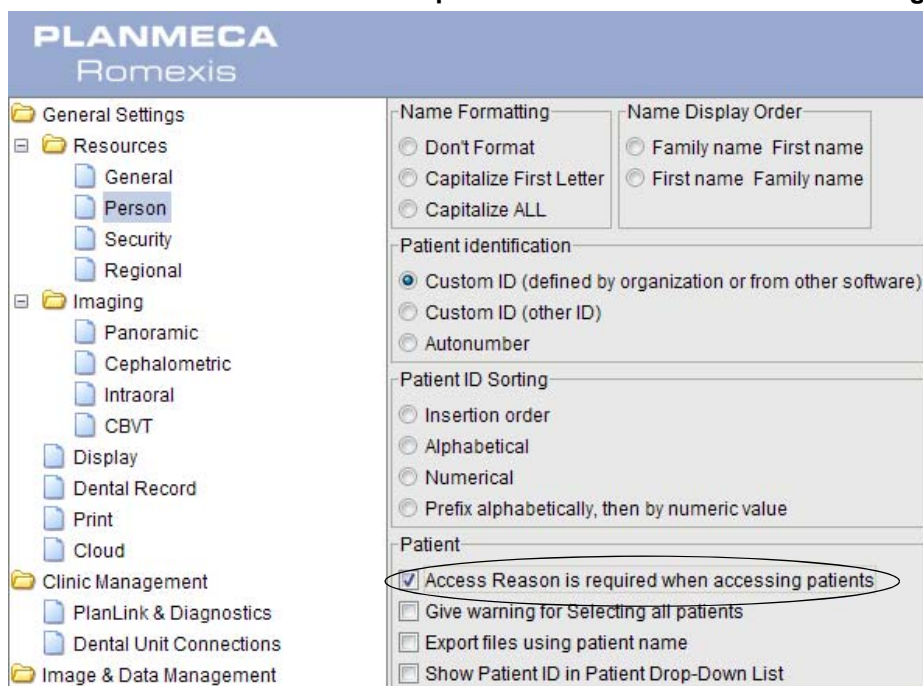 PLANMECA
Romexis
General Settings
Resources
General
Person
Security
Regional
Imaging
Panoramic
Cephalometric
Intraoral
CBVT
Display
Dental Record
Print
Cloud
Clinic Management
PlanLink & Diagnostics
Dental Unit Connections
Image & Data Management
Name Formatting
Don't Format
Capitalize First Letter
Capitalize ALL
Name Display Order
Family name First name
First name Family name
Patient identification
Custom ID (defined by organization or from other software)
Custom ID (other ID)
Autonumber
Patient ID Sorting
Insertion order
Alphabetical
Numerical
Prefix alphabetically, then by numeric value
Patient
Access Reason is required when accessing patients
Give warning for Selecting all patients
Export files using patient name
Show Patient ID in Patient Drop-Down List